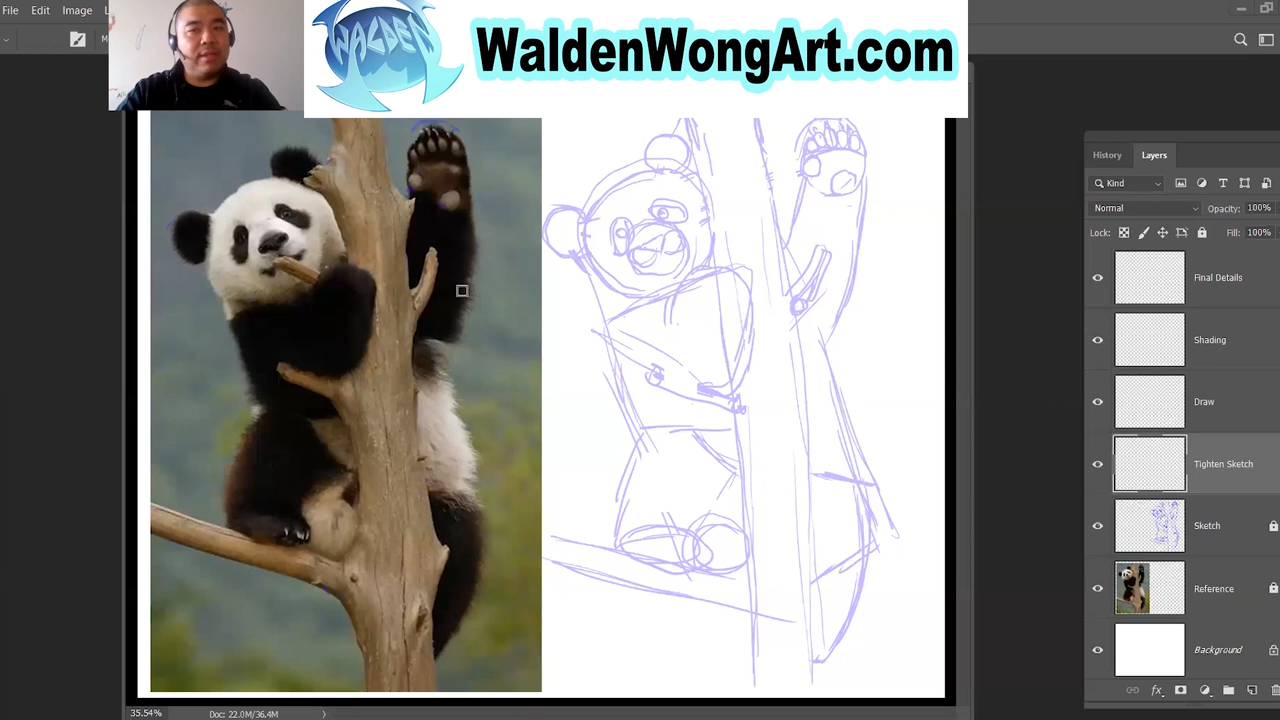 File Edit Image L
WALDEN
WaldenWongArt.com
M
History Layers
Kind
Normal Opacity: 100%
Lock: Fill: 100%
Final Details
Shading
Draw
Tighten Sketch
Sketch
Reference
Background
fx
35.54% Doc: 22.0M/36.4M